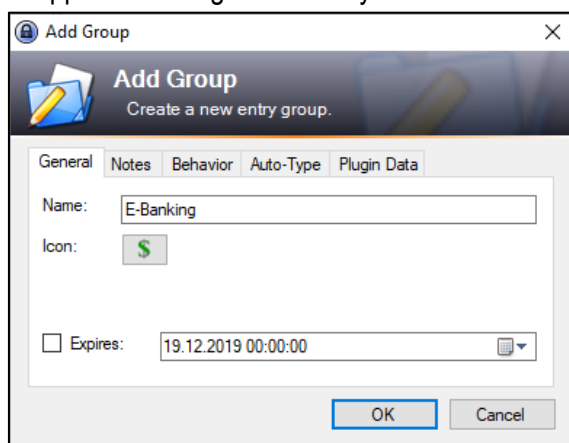 Add Group
Add Group
Create a new entry group.
General Notes Behavior Auto-Type Plugin Data
Name: E-Banking
Icon: $
Expires: 19.12.2019 00:00:00
OK Cancel